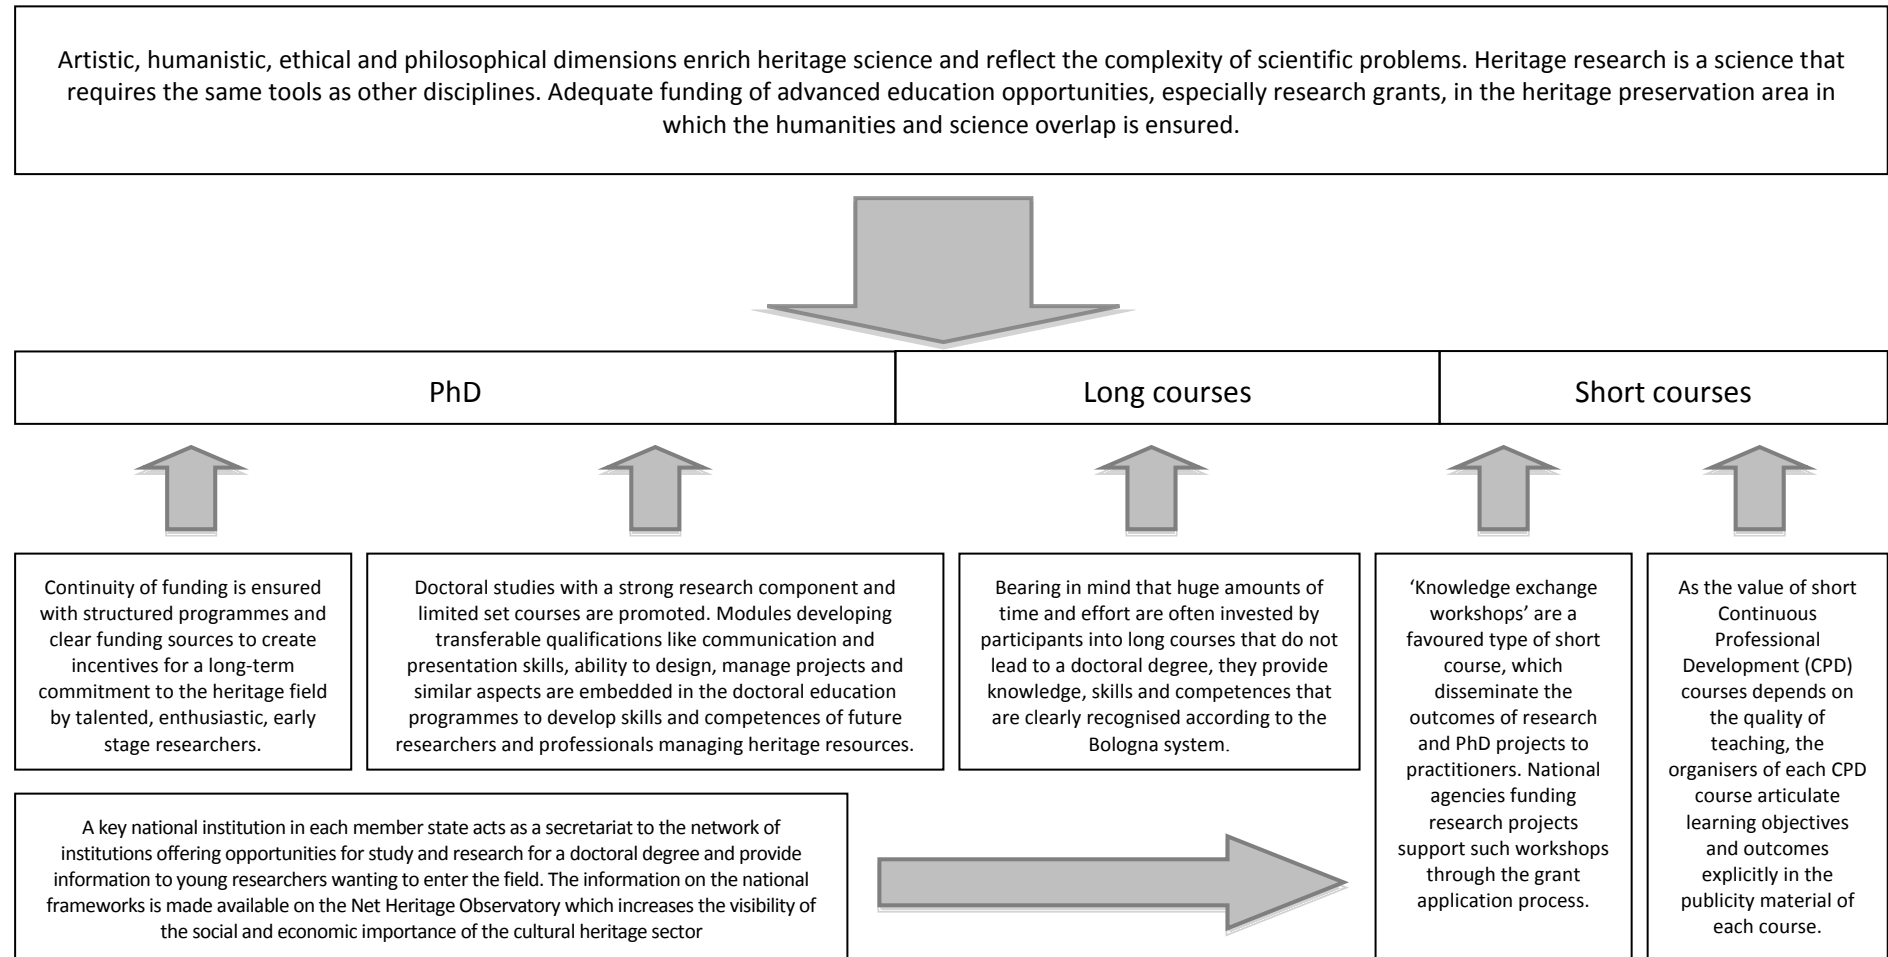 Artistic, humanistic, ethical and philosophical dimensions enrich heritage science and reflect the complexity of scientific problems. Heritage research is a science that
requires the same tools as other disciplines. Adequate funding of advanced education opportunities, especially research grants, in the heritage preservation area in
which the humanities and science overlap is ensured.
PhD
Long courses
Short courses
Continuity of funding is ensured
with structured programmes and
clear funding sources to create
incentives for a long-term
commitment to the heritage field
by talented, enthusiastic, early
stage researchers.
Doctoral studies with a strong research component and
limited set courses are promoted. Modules developing
transferable qualifications like communication and
presentation skills, ability to design, manage projects and
similar aspects are embedded in the doctoral education
programmes to develop skills and competences of future
researchers and professionals managing heritage resources.
Bearing in mind that huge amounts of
time and effort are often invested by
participants into long courses that do not
lead to a doctoral degree, they provide
knowledge, skills and competences that
are clearly recognised according to the
Bologna system.
‘Knowledge exchange
workshops’ are a
favoured type of short
course, which
disseminate the
outcomes of research
and PhD projects to
practitioners. National
agencies funding
research projects
support such workshops
through the grant
application process.
As the value of short
Continuous
Professional
Development (CPD)
courses depends on
the quality of
teaching, the
organisers of each CPD
course articulate
learning objectives
and outcomes
explicitly in the
publicity material of
each course.
A key national institution in each member state acts as a secretariat to the network of
institutions offering opportunities for study and research for a doctoral degree and provide
information to young researchers wanting to enter the field. The information on the national
frameworks is made available on the Net Heritage Observatory which increases the visibility of
the social and economic importance of the cultural heritage sector